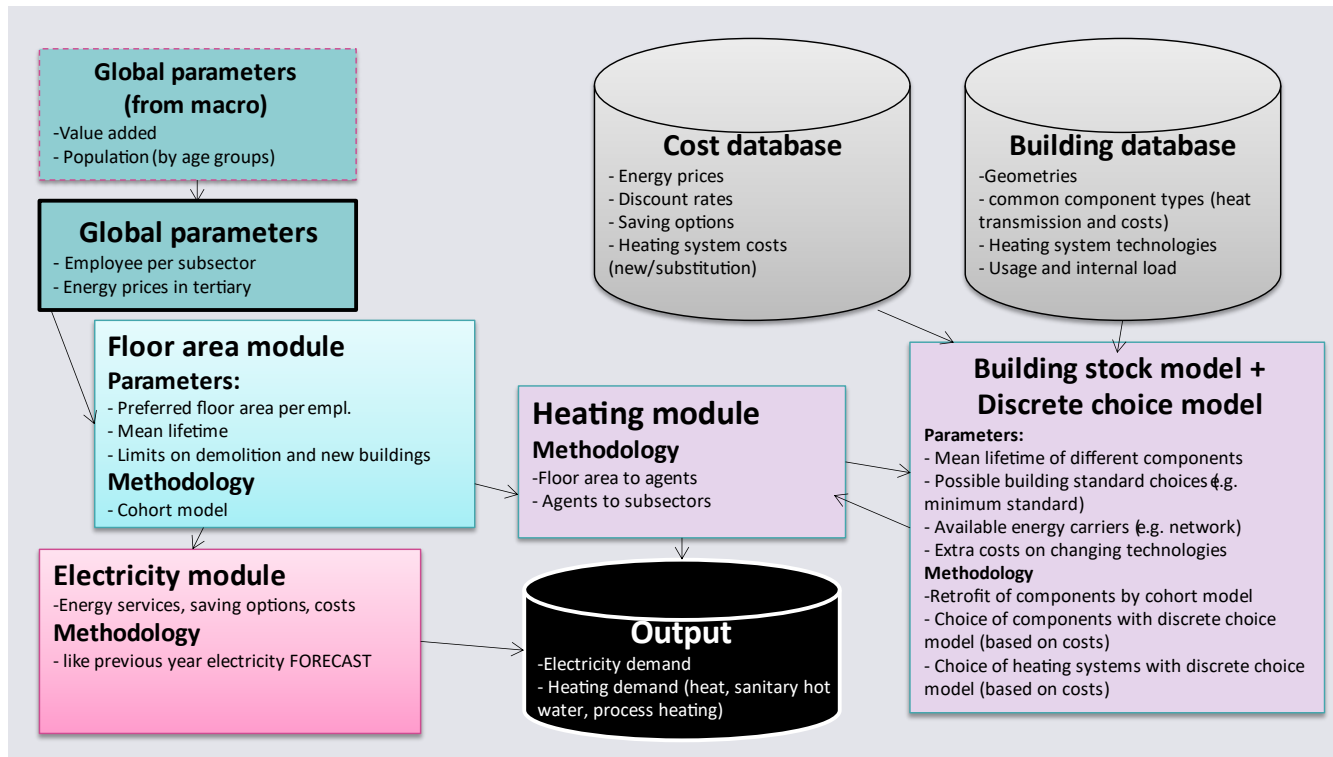 Global parameters
(from macro)
-Value added
- Population (by age groups)
Global parameters
- Employee per subsector
- Energy prices in tertiary
Cost database
- Energy prices
- Discount rates
- Saving options
- Heating system costs
(new/substitution)
Building database
-Geometries
- common component types (heat
transmission and costs)
- Heating system technologies
- Usage and internal load
Floor area module
Parameters:
- Preferred floor area per empl.
- Mean lifetime
- Limits on demolition and new buildings
Methodology
- Cohort model
Heating module
Methodology
-Floor area to agents
- Agents to subsectors
Building stock model +
Discrete choice model
Parameters:
- Mean lifetime of different components
- Possible building standard choices (e.g.
minimum standard)
- Available energy carriers (e.g. network)
- Extra costs on changing technologies
Methodology
-Retrofit of components by cohort model
- Choice of components with discrete choice
model (based on costs)
- Choice of heating systems with discrete choice
model (based on costs)
Electricity module
-Energy services, saving options, costs
Methodology
- like previous year electricity FORECAST
Output
-Electricity demand
- Heating demand (heat, sanitary hot
water, process heating)